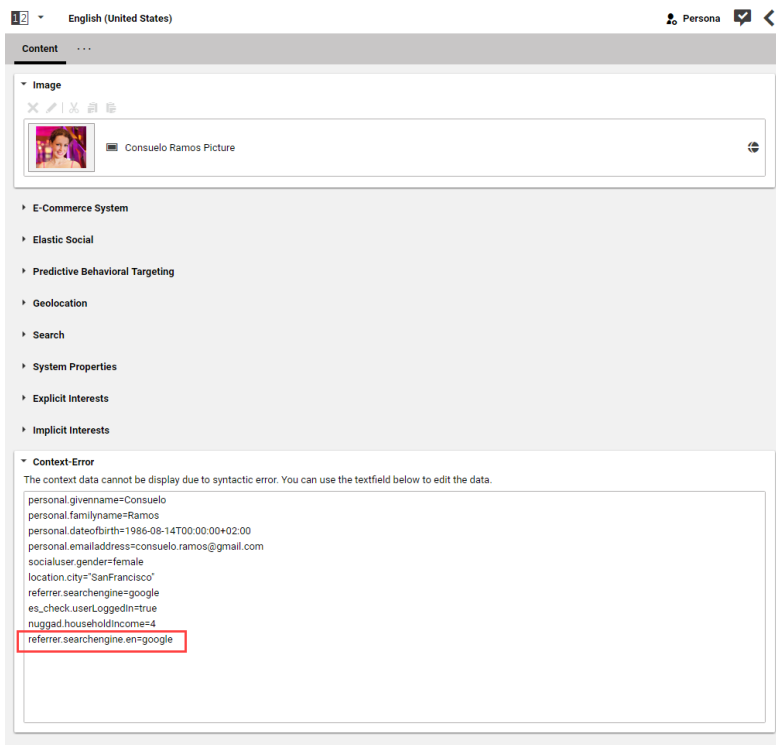 12 English (United States) Persona
Content ...
Image
Consuelo Ramos Picture
E-Commerce System
Elastic Social
Predictive Behavioral Targeting
Geolocation
Search
System Properties
Explicit Interests
Implicit Interests
Context-Error
The context data cannot be display due to syntactic error. You can use the textfield below to edit the data.
personal.givenname=Consuelo
personal.familyname=Ramos
personal.dateofbirth=1986-08-14T00:00:00+02:00
personal.emailaddress=consuelo.ramos@gmail.com
socialuser.gender=female
location.city="SanFrancisco"
referrer.searchengine=google
es_check.userLoggedIn=true
nuggad.householdIncome=4
referrer.searchengine.en=google